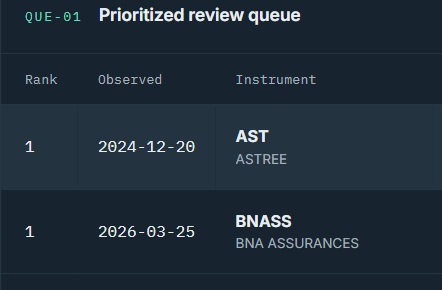 QUE-01 Prioritized review queue
Rank Observed Instrument
1 2024-12-20 AST
ASTREE
1 2026-03-25 BNASS
BNA ASSURANCES